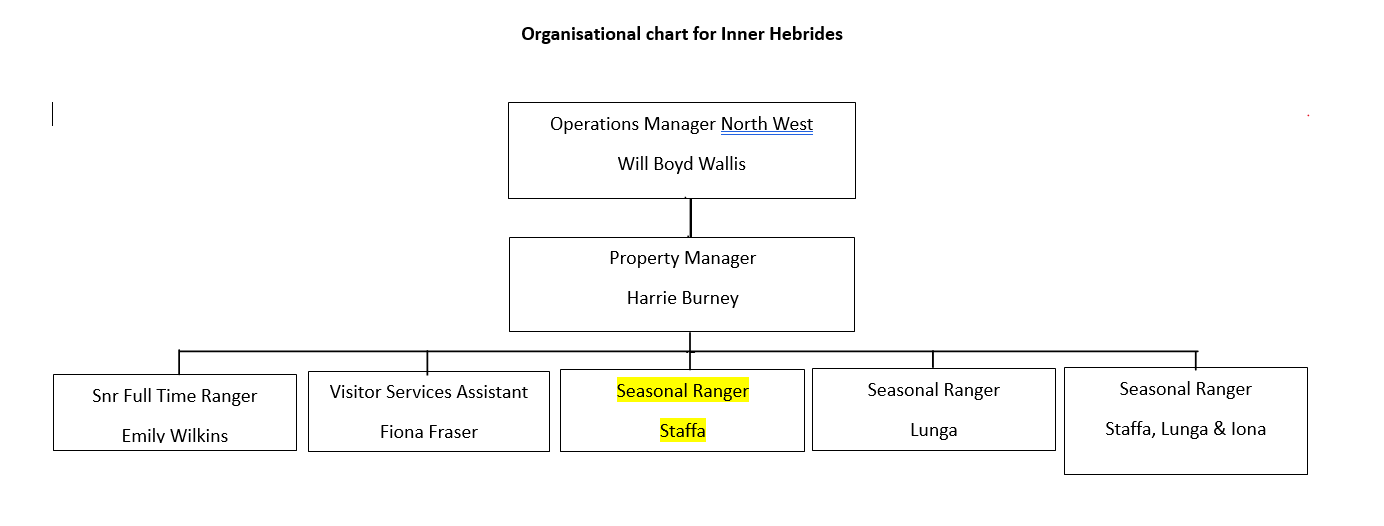 Organisational chart for Inner Hebrides
Operations Manager North West
Will Boyd Wallis
Property Manager
Harrie Burney
Snr Full Time Ranger
Emily Wilkins
Visitor Services Assistant
Fiona Fraser
Seasonal Ranger
Staffa
Seasonal Ranger
Lunga
Seasonal Ranger
Staffa, Lunga & Iona